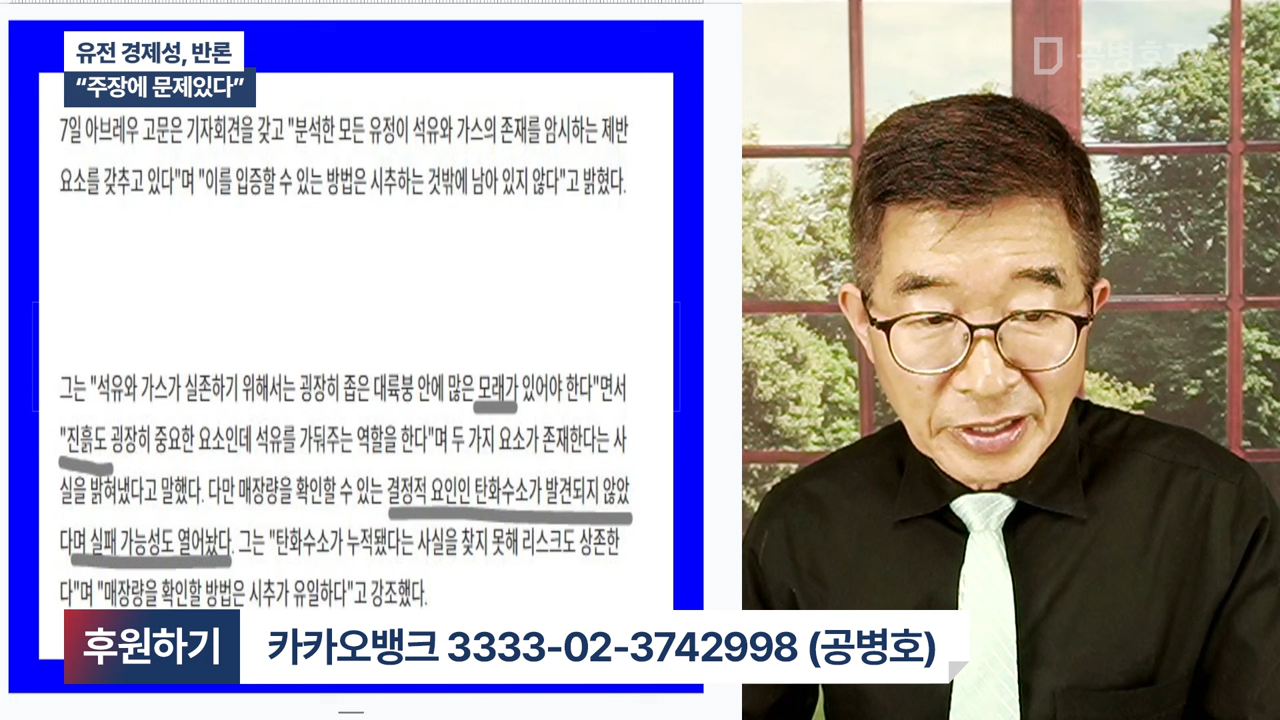 유전 경제성, 반론
“주장에 문제있다”
공병호TV
7일 아브레우 고문은 기자회견을 갖고 "분석한 모든 유정이 석유와 가스의 존재를 암시하는 제반
요소를 갖추고 있다"며 "이를 입증할 수 있는 방법은 시추하는 것밖에 남아 있지 않다"고 밝혔다.
그는 "석유와 가스가 실존하기 위해서는 굉장히 좁은 대륙붕 안에 많은 모래가 있어야 한다"면서
"진흙도 굉장히 중요한 요소인데 석유를 가둬주는 역할을 한다"며 두 가지 요소가 존재한다는 사
실을 밝혀냈다고 말했다. 다만 매장량을 확인할 수 있는 결정적 요인인 탄화수소가 발견되지 않았
다며 실패 가능성도 열어놨다. 그는 "탄화수소가 누적됐다는 사실을 찾지 못해 리스크도 상존한
다"며 "매장량을 확인할 방법은 시추가 유일하다"고 강조했다.
후원하기
카카오뱅크 3333-02-3742998 (공병호)